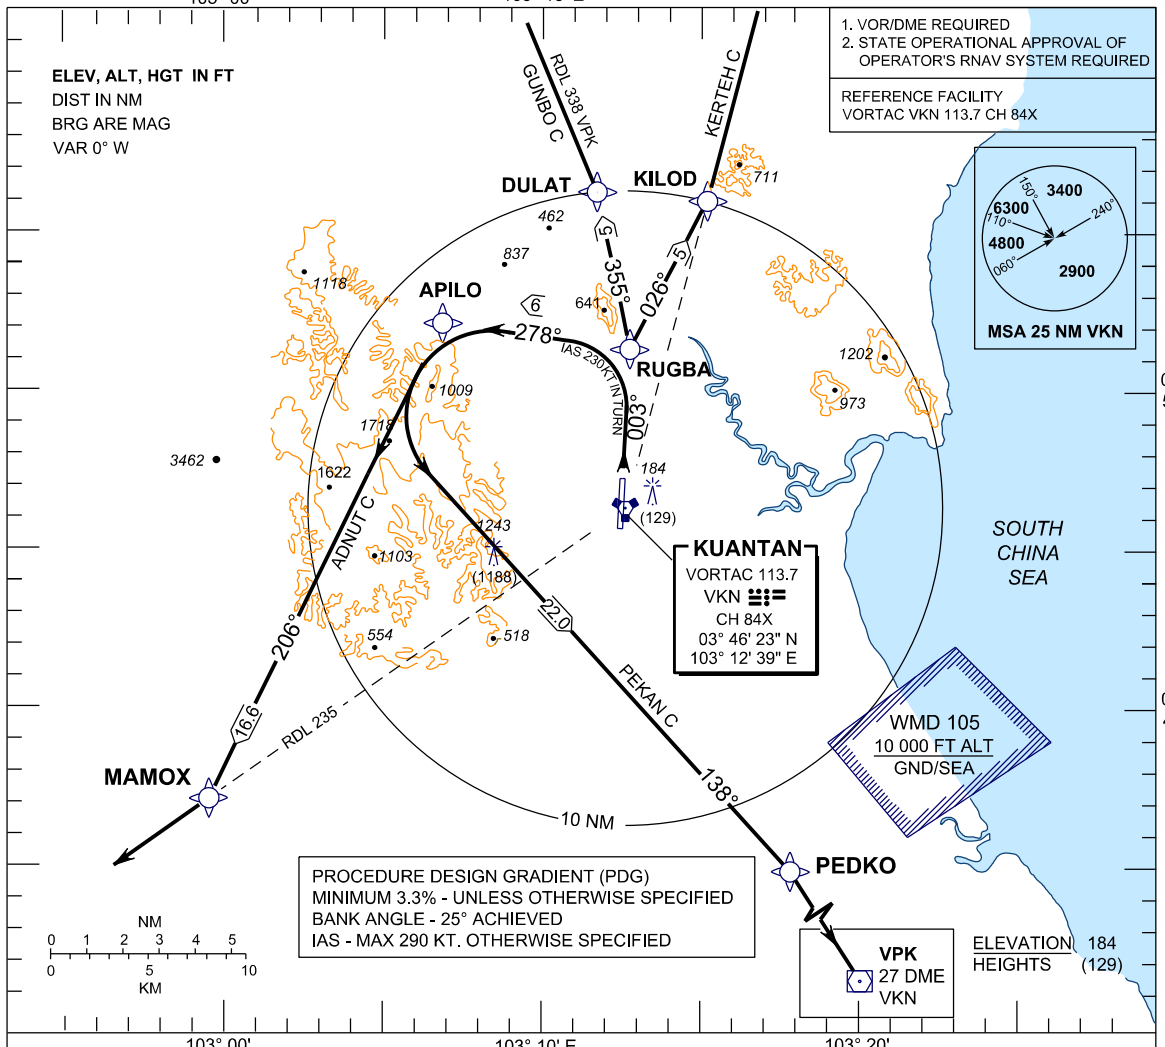 ELEV, ALT, HGT IN FT
DIST IN NM
BRG ARE MAG
VAR 0° W
1. VOR/DME REQUIRED
2. STATE OPERATIONAL APPROVAL OF
OPERATOR'S RNAV SYSTEM REQUIRED
REFERENCE FACILITY
VORTAC VKN 113.7 CH 84X
150°
3400
6300
110°
240°
4800
060°
2900
MSA 25 NM VKN
RDL 338 VPK
GUNBO C
KERTEH C
DULAT
KILOD
711
462
837
1118
5
355°
5
026°
APILO
9
641
278°
IAS 230KT IN TURN
RUGBA
003°
1202
973
1009
1718
3462
1622
184
(129)
ADNUT C
1243
(1188)
1103
554
518
KUANTAN
VORTAC 113.7
VKN
CH 84X
03° 46' 23" N
103° 12' 39" E
SOUTH
CHINA
SEA
22.0
206°
PEKAN C
16.6
RDL 235
138°
WMD 105
10 000 FT ALT
GND/SEA
MAMOX
10 NM
PEDKO
PROCEDURE DESIGN GRADIENT (PDG)
MINIMUM 3.3% - UNLESS OTHERWISE SPECIFIED
BANK ANGLE - 25° ACHIEVED
IAS - MAX 290 KT. OTHERWISE SPECIFIED
NM
0 1 2 3 4 5
0 5 10
KM
VPK
27 DME
VKN
ELEVATION 184
HEIGHTS (129)
103° 00'
103° 10' E
103° 20'